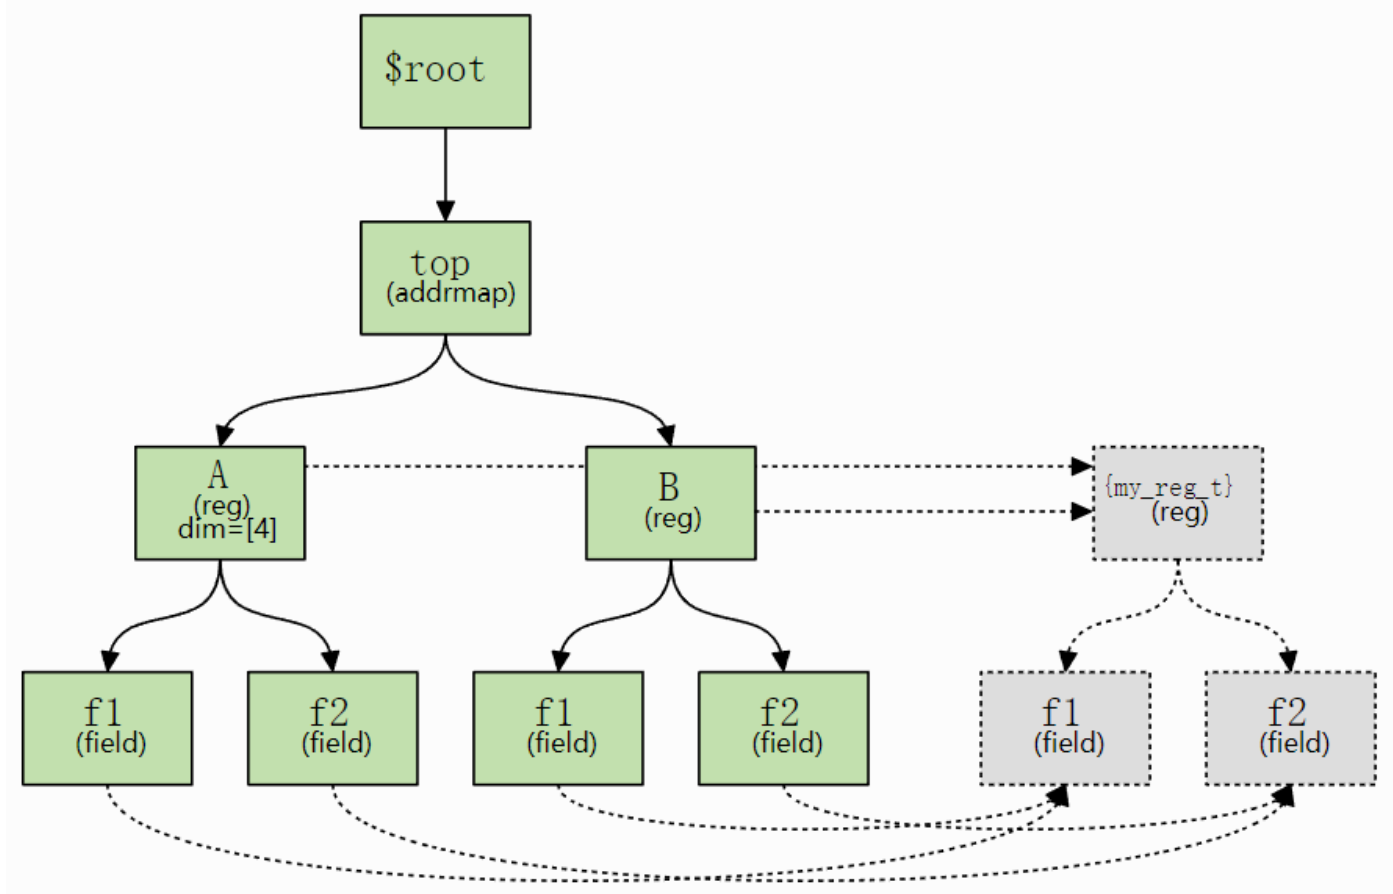 $root
top
(addrmap)
A
(reg)
dim=[4]
B
(reg)
{my_reg_t}
(reg)
f1
(field)
f2
(field)
f1
(field)
f2
(field)
f1
(field)
f2
(field)